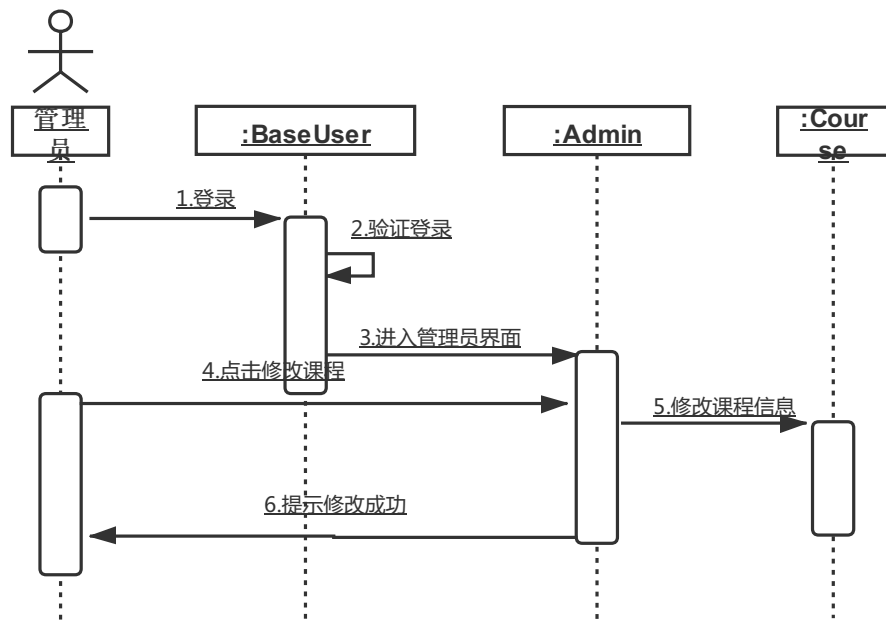 管理
员
:BaseUser
:Admin
:Cour
se
1.登录
2.验证登录
3.进入管理员界面
4.点击修改课程
5.修改课程信息
6.提示修改成功